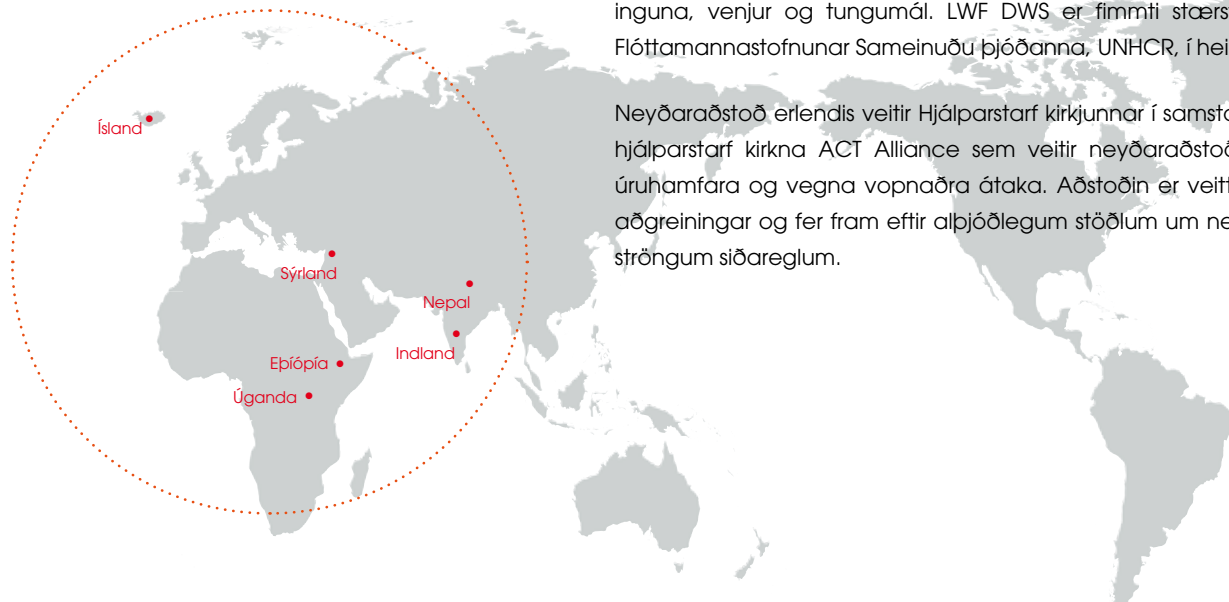 inguna, venjur og tungumál. LWF DWS er fimmti stærs
Flóttamannastofnunar Sameinuðu þjóðanna, UNHCR, í hei
Neyðaraðstoð erlendis veitir Hjálparstarf kirkjunnar í samsta
hjálparstarf kirkna ACT Alliance sem veitir neyðaraðstoð
úruhamfara og vegna vopnaðra átaka. Aðstoðin er veitt
aðgreiningar og fer fram eftir alþjóðlegum stöðlum um ne
ströngum siðareglum.
Ísland
Sýrland
Nepal
Indland
Eþíópía
Úganda